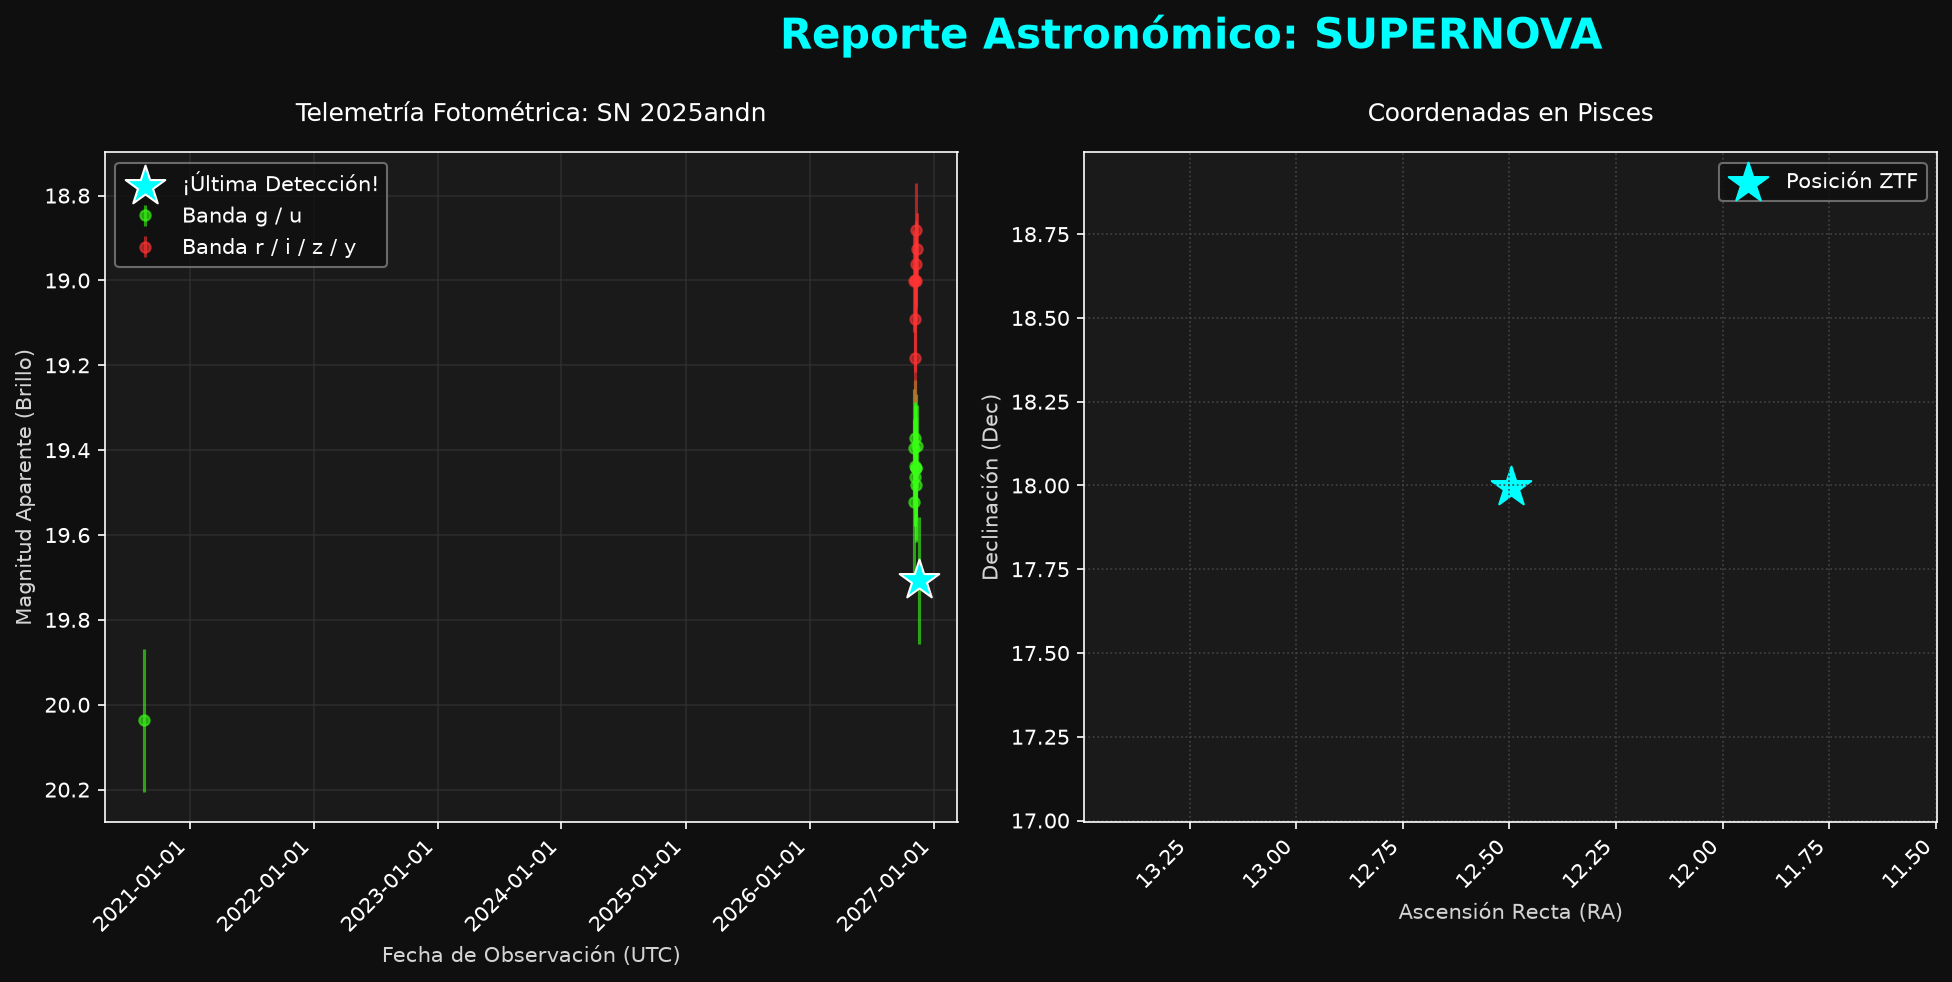 Reporte Astronómico: SUPERNOVA
Telemetría Fotométrica: SN 2025andn
¡Última Detección!
Banda g / u
Banda r / i / z / y
Magnitud Aparente (Brillo)
18.8
19.0
19.2
19.4
19.6
19.8
20.0
20.2
2021-01-01
2022-01-01
2023-01-01
2024-01-01
2025-01-01
2026-01-01
2027-01-01
Fecha de Observación (UTC)
Coordenadas en Pisces
Posición ZTF
Declinación (Dec)
18.75
18.50
18.25
18.00
17.75
17.50
17.25
17.00
13.25
13.00
12.75
12.50
12.25
12.00
11.75
11.50
Ascensión Recta (RA)